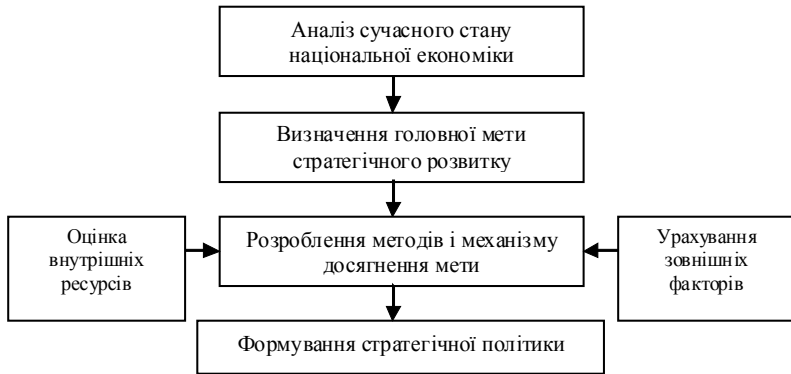 Аналіз сучасного стану
національної економіки
Визначення головної мети
стратегічного розвитку
Оцінка
внутрішніх
ресурсів
Розроблення методів і механізму
досягнення мети
Урахування
зовнішніх
факторів
Формування стратегічної політики